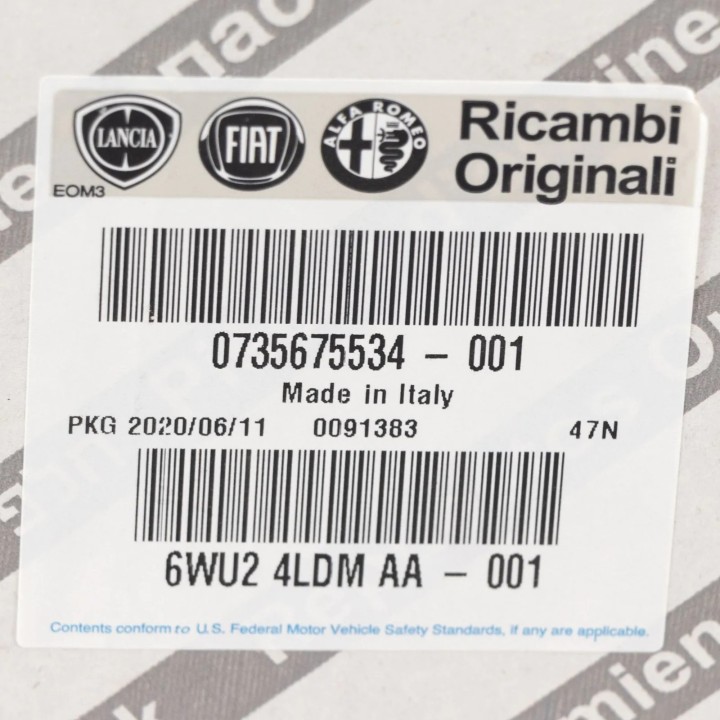 LANCIA FIAT ALFA ROMEO Ricambi
Originali
EOM3
0735675534 - 001
Made in Italy
PKG 2020/06/11 0091383 47N
6WU2 4LDM AA - 001
Contents conform to U.S. Federal Motor Vehicle Safety Standards, if any are applicable.